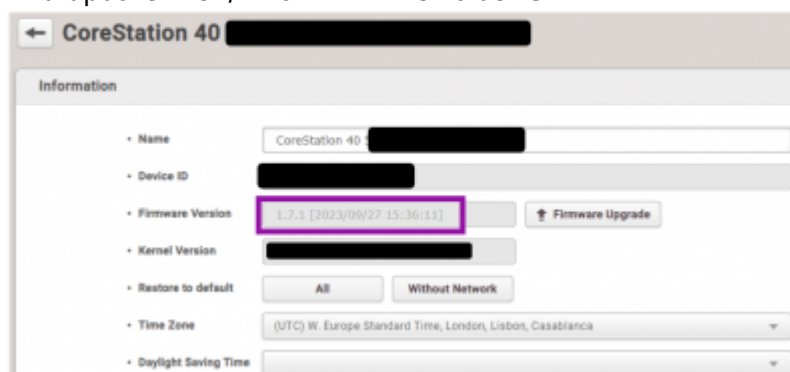 CoreStation 40
Information
Name
CoreStation 40
Device ID
Firmware Version
1.7.1 [2023/09/27 15:36:11]
Firmware Upgrade
Kernel Version
Restore to default
All
Without Network
Time Zone
(UTC) W. Europe Standard Time, London, Lisbon, Casablanca
Daylight Saving Time